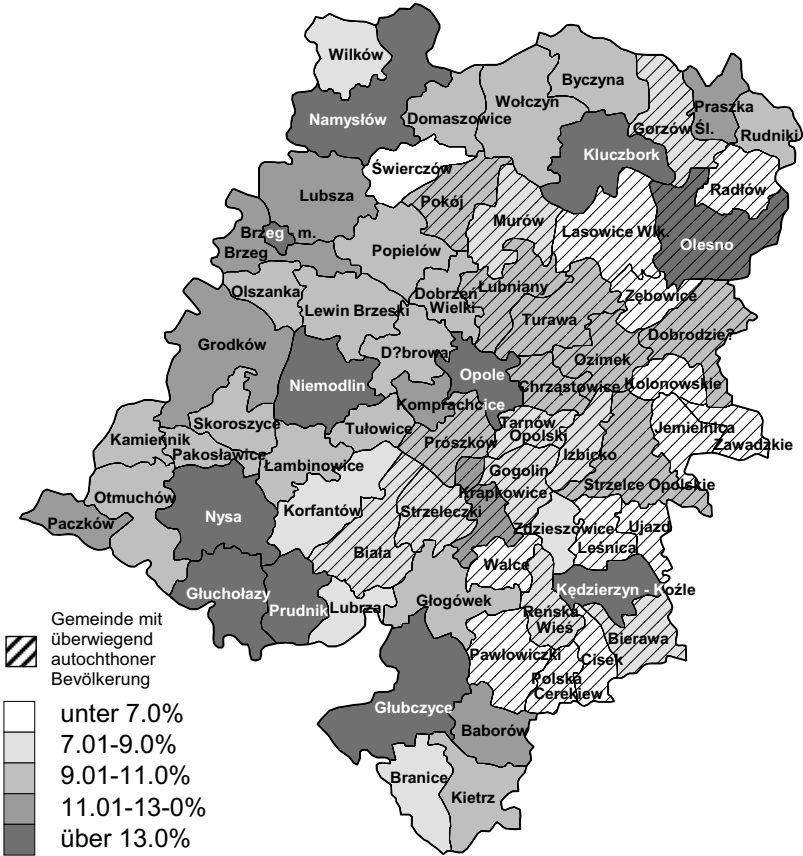 Wilków
Namysłów
Domaszowice
Wołczyn
Byczyna
Gorzów Śl.
Praszka
Rudniki
Kluczbork
Świerczów
Radłów
Lubsza
Pokój
Murów
Lasowice Wlk.
Olesno
Brzeg m.
Brzeg
Popielów
Olszanka
Lewin Brzeski
Dobrzeń
Wielki
Łubniany
Turawa
Zębowice
Dobrodzie?
Grodków
D?browa
Niemodlin
Opole
Ozimek
Chrząstowice
Kolonowskie
Komprachcice
Skoroszyce
Tułowice
Prószków
Tarnów
Opolski
Izbicko
Jemielnica
Zawadzkie
Kamiennik
Pakosławice
Łambinowice
Gogolin
Strzelce Opolskie
Otmuchów
Paczków
Nysa
Korfantów
Strzeleczki
Krapkowice
Zdzieszowice
Ujazd
Leśnica
Biała
Walce
Głuchołazy
Prudnik
Lubrza
Głogówek
Kędzierzyn - Koźle
Reńska
Wieś
Bierawa
Pawłowiczki
Cisek
Polska
Cerekiew
Głubczyce
Baborów
Branice
Kietrz
Gemeinde mit
überwiegend
autochthoner
Bevölkerung
unter 7.0%
7.01-9.0%
9.01-11.0%
11.01-13-0%
über 13.0%